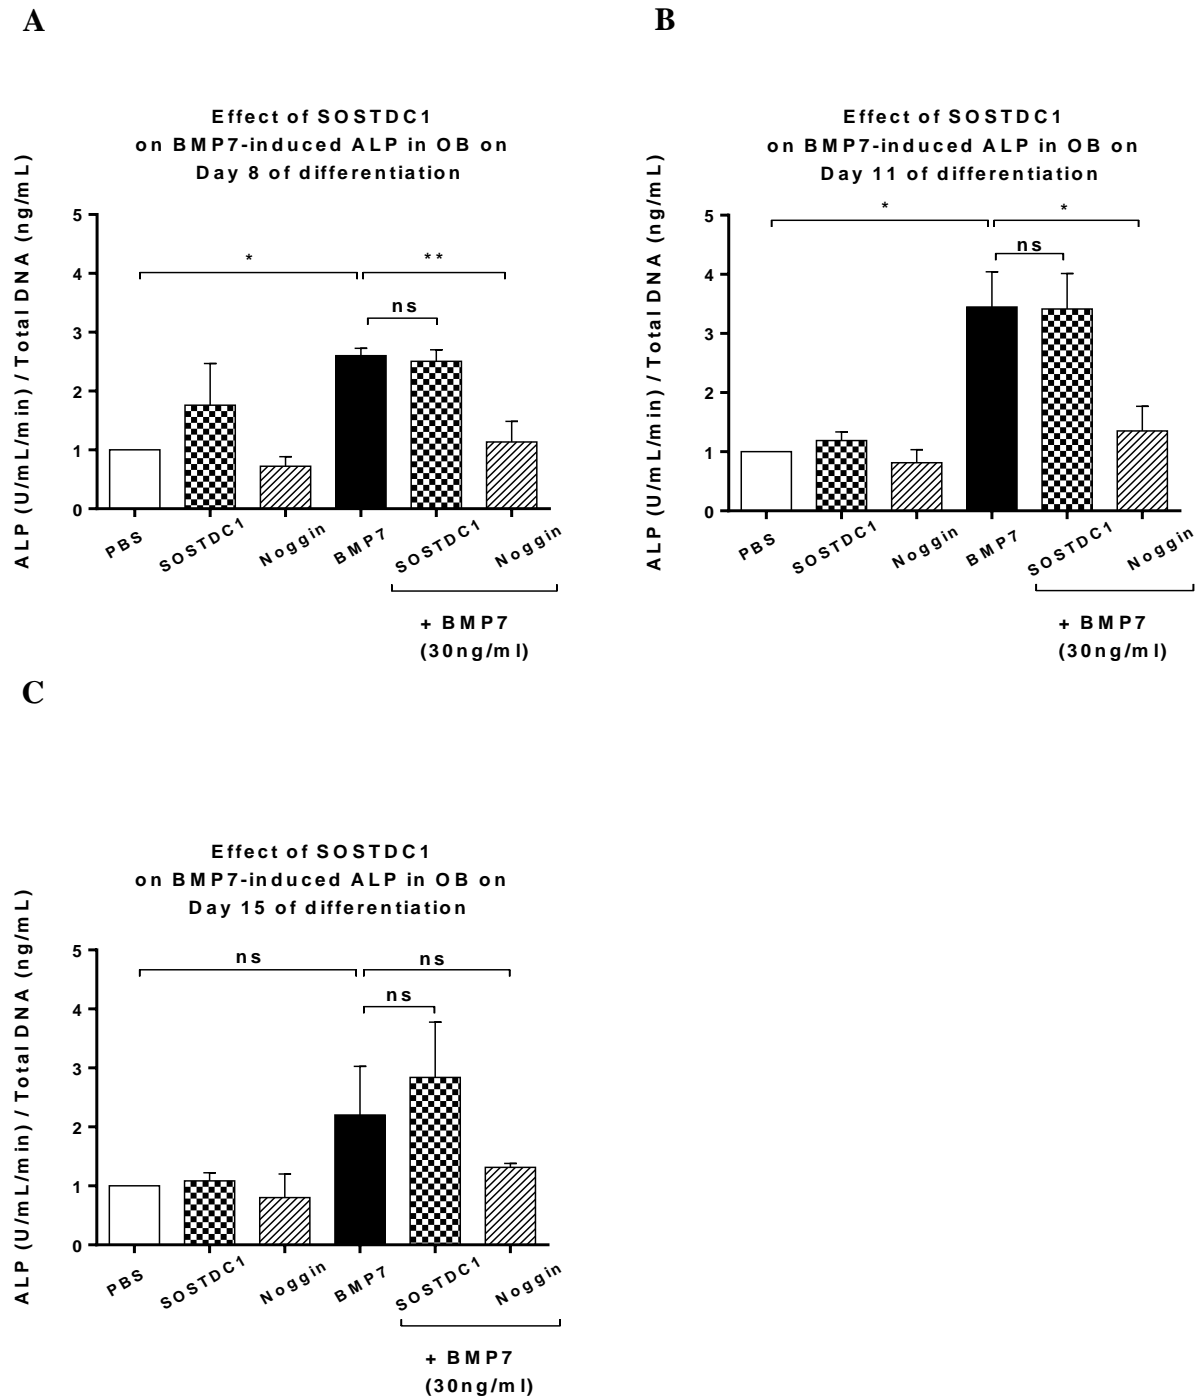 A
Effect of SOSTDC1
on BMP7-induced ALP in OB on
Day 8 of differentiation
ALP (U/mL/min) / Total DNA (ng/mL)
5
4
3
2
1
0
*
**
ns
PBS
SOSTDC1
Noggin
BMP7
SOSTDC1
Noggin
+ BMP7
(30ng/ml)
B
Effect of SOSTDC1
on BMP7-induced ALP in OB on
Day 11 of differentiation
ALP (U/mL/min) / Total DNA (ng/mL)
5
4
3
2
1
0
*
*
ns
PBS
SOSTDC1
Noggin
BMP7
SOSTDC1
Noggin
+ BMP7
(30ng/ml)
C
Effect of SOSTDC1
on BMP7-induced ALP in OB on
Day 15 of differentiation
ALP (U/mL/min) / Total DNA (ng/mL)
5
4
3
2
1
0
ns
ns
ns
PBS
SOSTDC1
Noggin
BMP7
SOSTDC1
Noggin
+ BMP7
(30ng/ml)